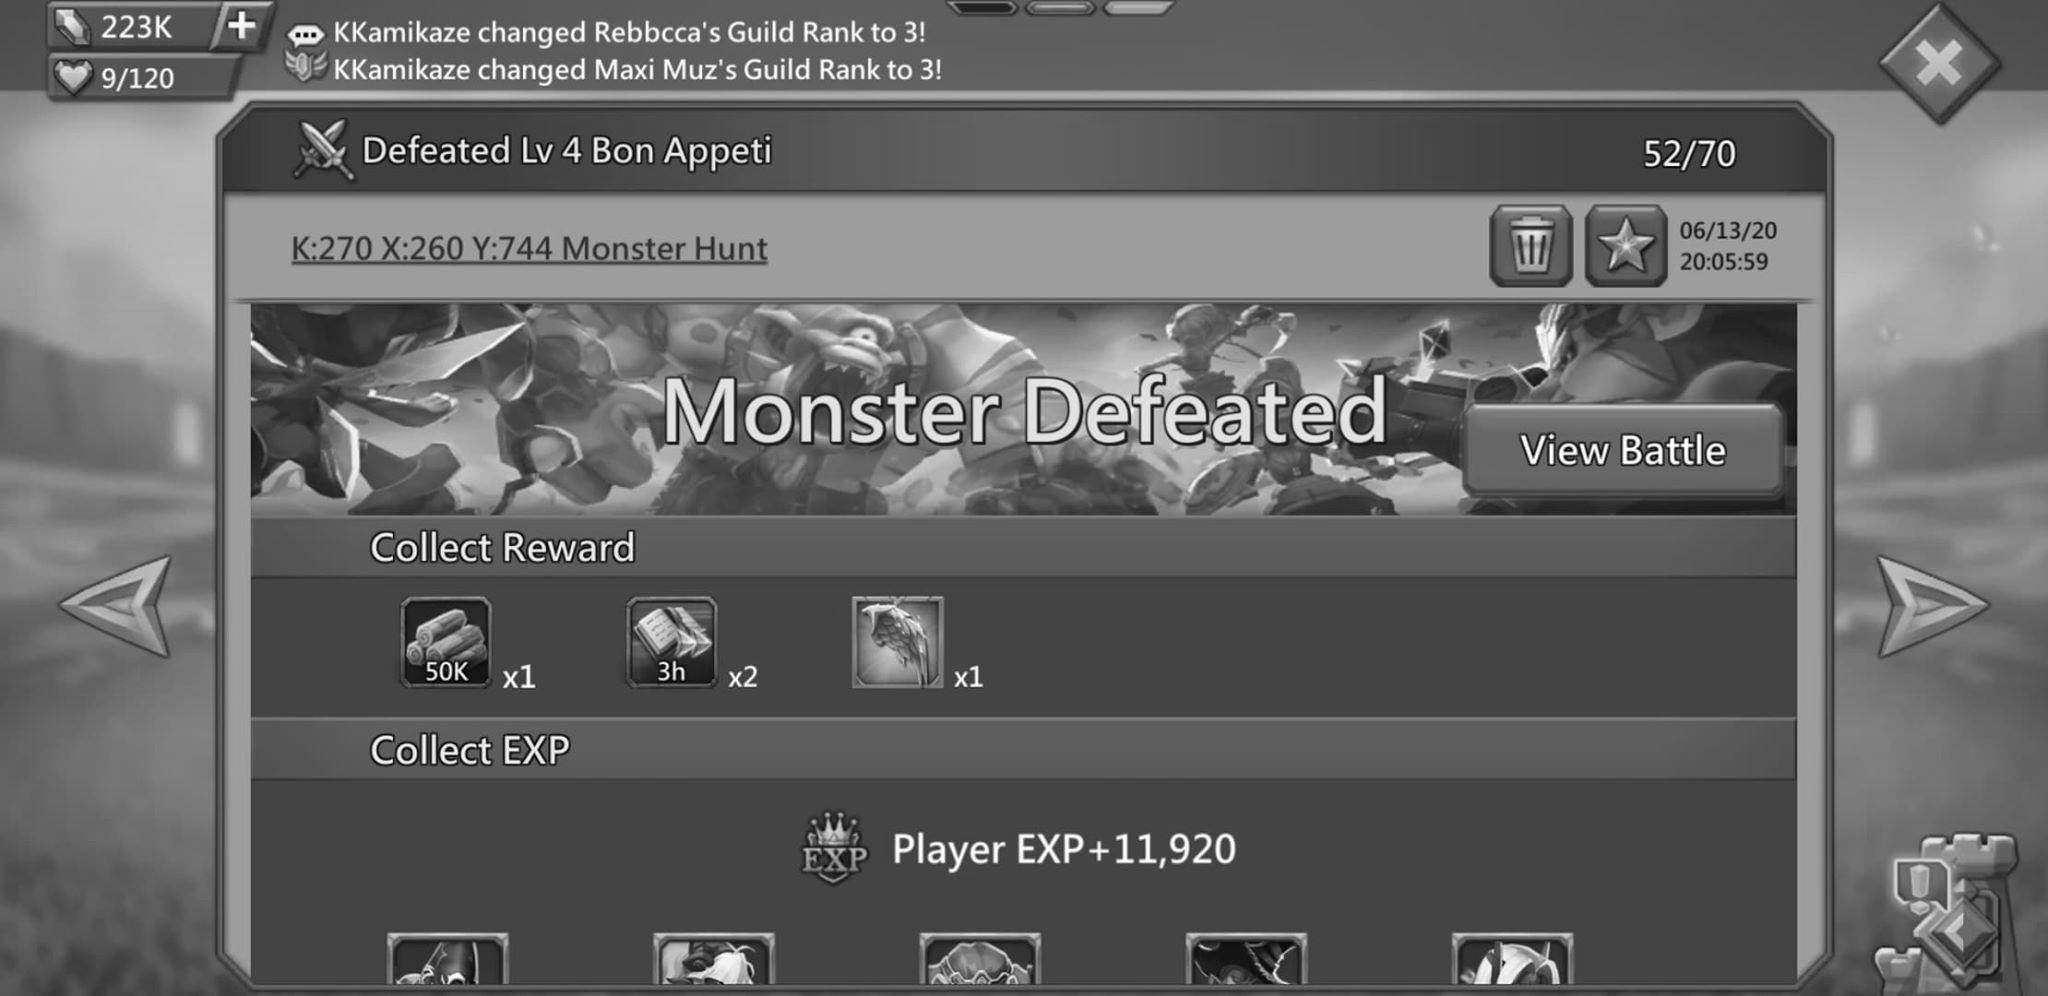 223K
9/120
KKamikaze changed Rebbcca's Guild Rank to 3!
KKamikaze changed Maxi Muz's Guild Rank to 3!
Defeated Lv 4 Bon Appeti
52/70
K:270 X:260 Y:744 Monster Hunt
06/13/20
20:05:59
Monster Defeated
View Battle
Collect Reward
50K x1
3h x2
x1
Collect EXP
EXP Player EXP+11,920